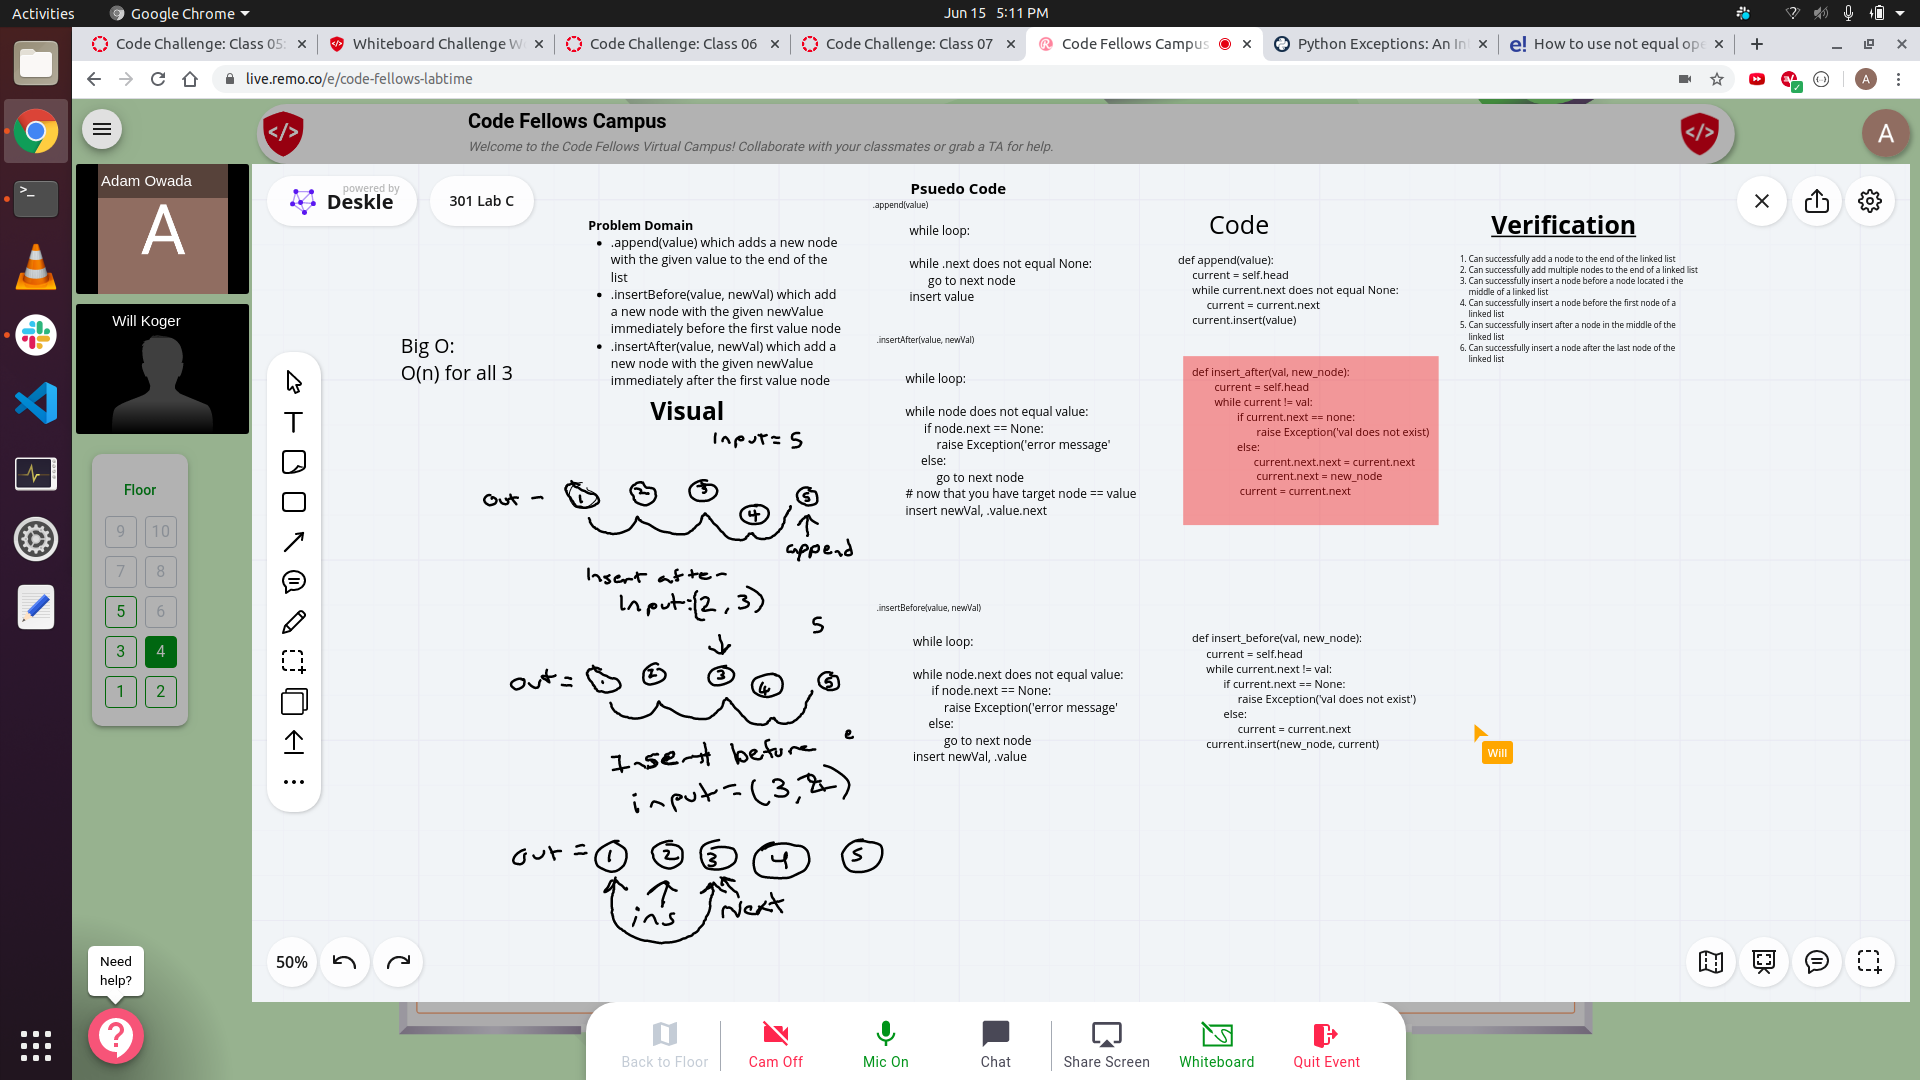 Activities
Google Chrome
Jun 15 5:11 PM
Code Challenge: Class 05:
Whiteboard Challenge W
Code Challenge: Class 06
Code Challenge: Class 07
Code Fellows Campus
Python Exceptions: An In
How to use not equal ope
live.remo.co/e/code-fellows-labtime
A
Code Fellows Campus
Welcome to the Code Fellows Virtual Campus! Collaborate with your classmates or grab a TA for help.
A
Adam Owada
A
Will Koger
Floor
9 10
7 8
5 6
3 4
1 2
Need
help?
powered by
Deskle
301 Lab C
Big O:
O(n) for all 3
Problem Domain
• .append(value) which adds a new node
with the given value to the end of the
list
• .insertBefore(value, newVal) which add
a new node with the given newValue
immediately before the first value node
• .insertAfter(value, newVal) which add a
new node with the given newValue
immediately after the first value node
Visual
Input = 5
out - 1 2 3 4 5
append
Insert after
Input:(2, 3)
5
out = 1 2 3 4 5
e
Insert before
input = (3,2)
out = 1 2 3 4 5
ins Next
Psuedo Code
.append(value)
while loop:
while .next does not equal None:
go to next node
insert value
.insertAfter(value, newVal)
while loop:
while node does not equal value:
if node.next == None:
raise Exception('error message'
else:
go to next node
# now that you have target node == value
insert newVal, .value.next
.insertBefore(value, newVal)
while loop:
while node.next does not equal value:
if node.next == None:
raise Exception('error message'
else:
go to next node
insert newVal, .value
Code
def append(value):
current = self.head
while current.next does not equal None:
current = current.next
current.insert(value)
def insert_after(val, new_node):
current = self.head
while current != val:
if current.next == none:
raise Exception('val does not exist)
else:
current.next.next = current.next
current.next = new_node
current = current.next
def insert_before(val, new_node):
current = self.head
while current.next != val:
if current.next == None:
raise Exception('val does not exist')
else:
current = current.next
current.insert(new_node, current)
Verification
1. Can successfully add a node to the end of the linked list
2. Can successfully add multiple nodes to the end of a linked list
3. Can successfully insert a node before a node located i the
middle of a linked list
4. Can successfully insert a node before the first node of a
linked list
5. Can successfully insert after a node in the middle of the
linked list
6. Can successfully insert a node after the last node of the
linked list
Will
50%
Back to Floor
Cam Off
Mic On
Chat
Share Screen
Whiteboard
Quit Event